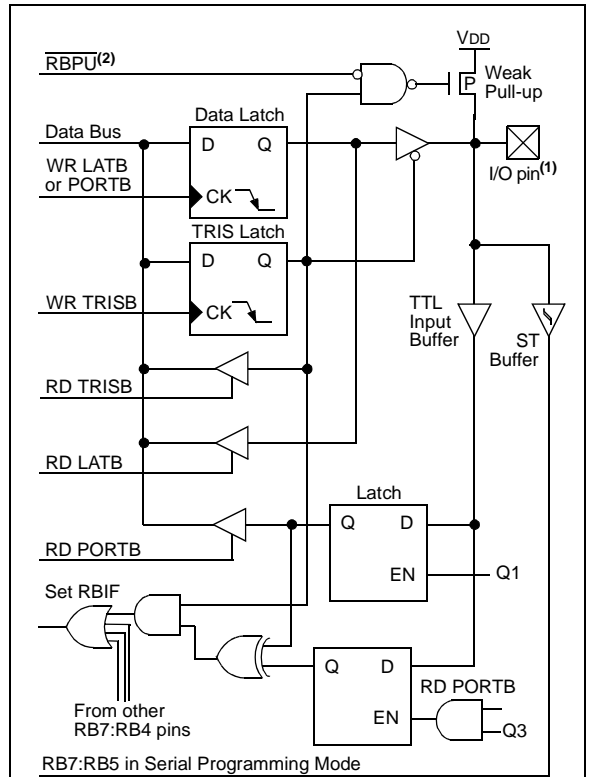 VDD
RBPU(2)
P
Weak
Pull-up
Data Latch
Data Bus
D
Q
WR LATB
or PORTB
CK
I/O pin(1)
TRIS Latch
D
Q
WR TRISB
CK
TTL
Input
Buffer
ST
Buffer
RD TRISB
RD LATB
Latch
Q
D
RD PORTB
EN
Q1
Set RBIF
Q
D
RD PORTB
EN
Q3
From other
RB7:RB4 pins
RB7:RB5 in Serial Programming Mode